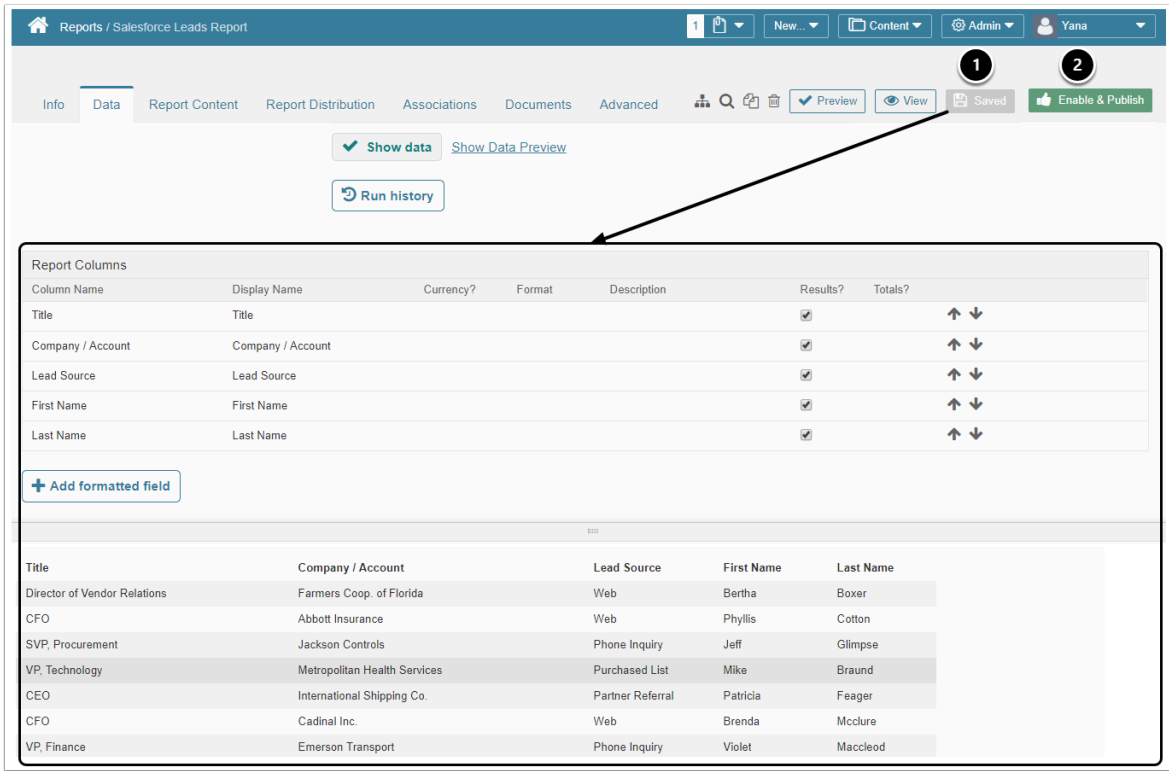 Reports / Salesforce Leads Report 1 New... Content Admin Yana
1 2
Info Data Report Content Report Distribution Associations Documents Advanced Preview View Saved Enable & Publish
Show data Show Data Preview
Run history
Report Columns
Column Name Display Name Currency? Format Description Results? Totals?
Title Title
Company / Account Company / Account
Lead Source Lead Source
First Name First Name
Last Name Last Name
Add formatted field
Title Company / Account Lead Source First Name Last Name
Director of Vendor Relations Farmers Coop. of Florida Web Bertha Boxer
CFO Abbott Insurance Web Phyllis Cotton
SVP, Procurement Jackson Controls Phone Inquiry Jeff Glimpse
VP, Technology Metropolitan Health Services Purchased List Mike Braund
CEO International Shipping Co. Partner Referral Patricia Feager
CFO Cadinal Inc. Web Brenda Mcclure
VP, Finance Emerson Transport Phone Inquiry Violet Maccleod